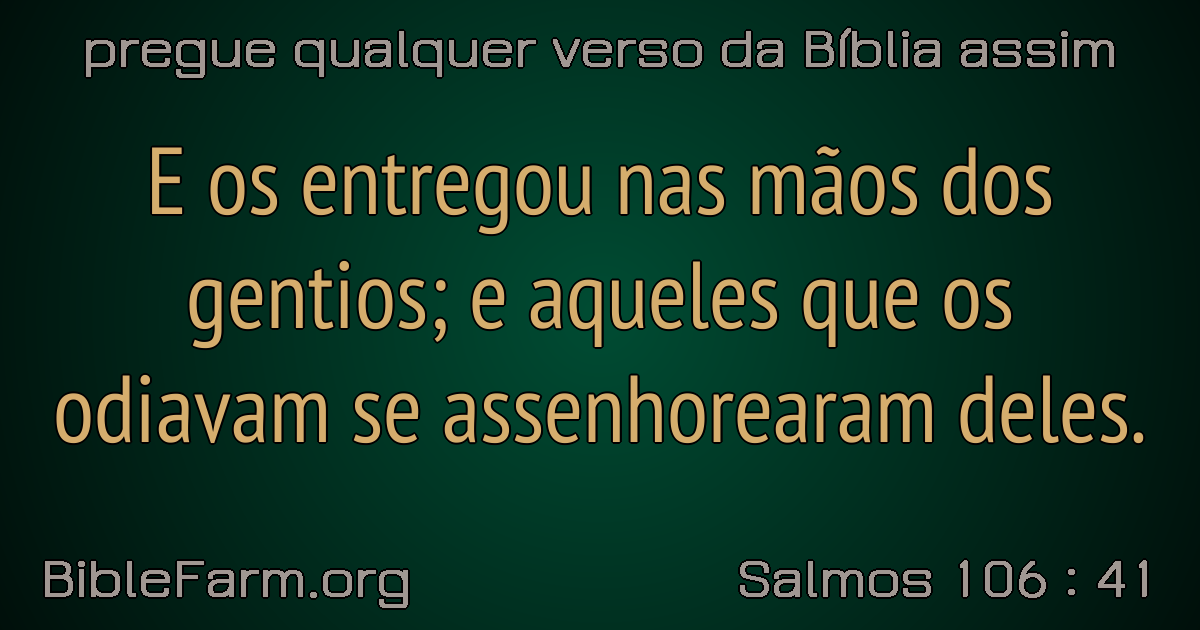 pregue qualquer verso da Bíblia assim
E os entregou nas mãos dos
gentios; e aqueles que os
odiavam se assenhorearam deles.
BibleFarm.org
Salmos 106 : 41